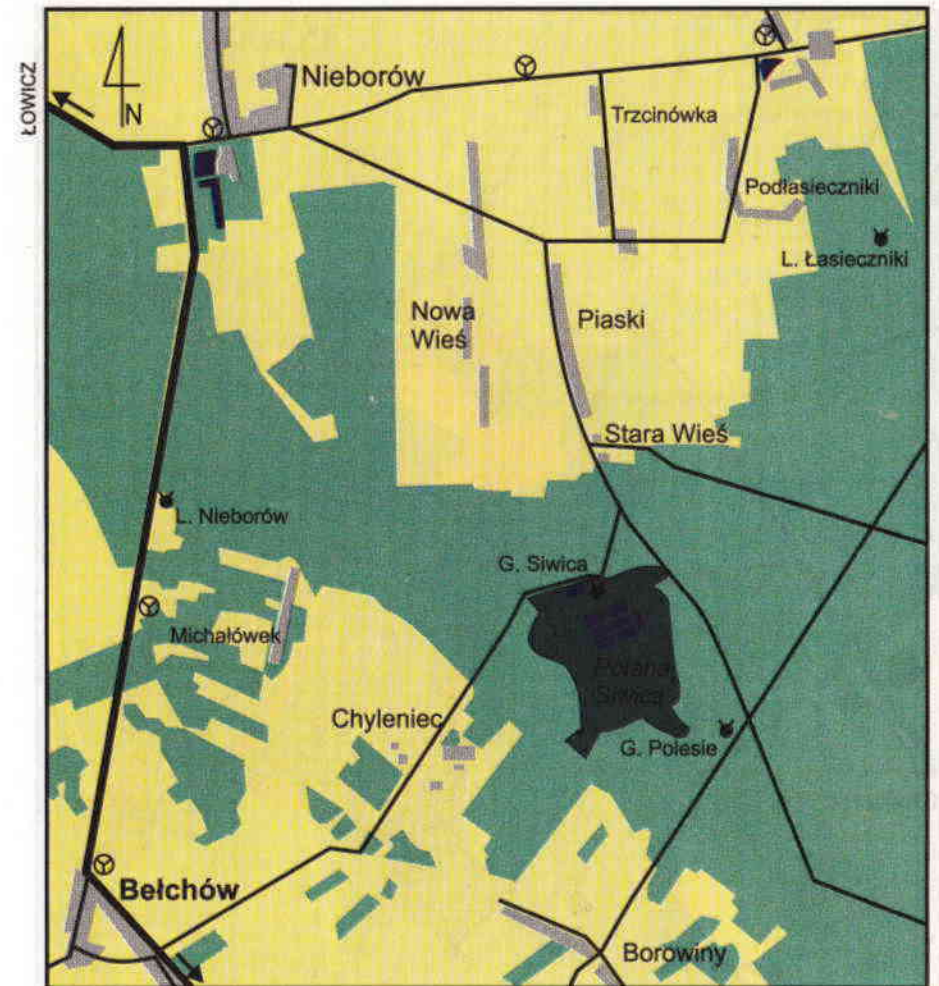 ŁOWICZ
N
Nieborów
Trzcinówka
Podłasieczniki
L. Łasieczniki
Nowa
Wieś
Piaski
Stara Wieś
L. Nieborów
G. Siwica
Michałówek
Polana
Siwica
Chyleniec
G. Polesie
Bełchów
Borowiny